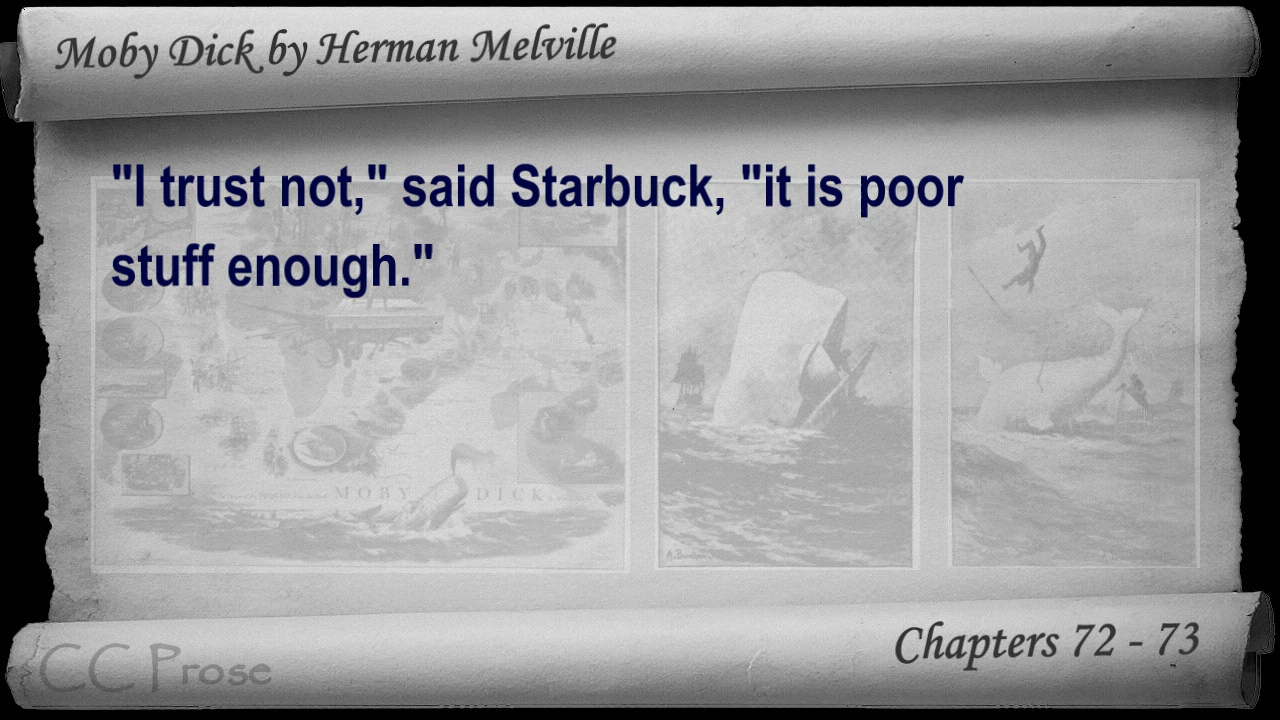 Moby Dick by Herman Melville
"I trust not," said Starbuck, "it is poor
stuff enough."
MOBY DICK
Chapters 72 - 73
CC Prose